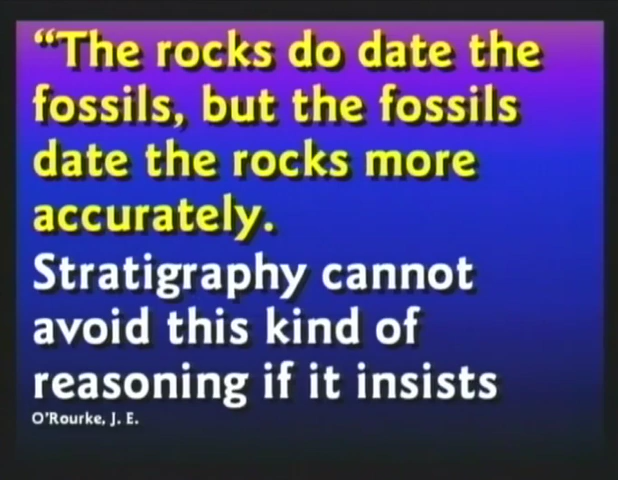 “The rocks do date the
fossils, but the fossils
date the rocks more
accurately.
Stratigraphy cannot
avoid this kind of
reasoning if it insists
O'Rourke, J. E.